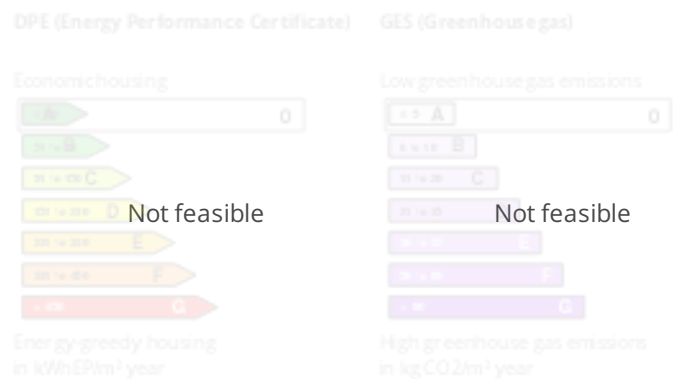 DPE (Energy Performance Certificate)
GES (Greenhouse gas)
Economic housing
Low greenhouse gas emissions
A
0
A
0
B
B
C
C
D
Not feasible
Not feasible
E
E
F
F
G
G
Energy-greedy housing
in kWhEP/m² year
High greenhouse gas emissions
in kg CO2/m² year